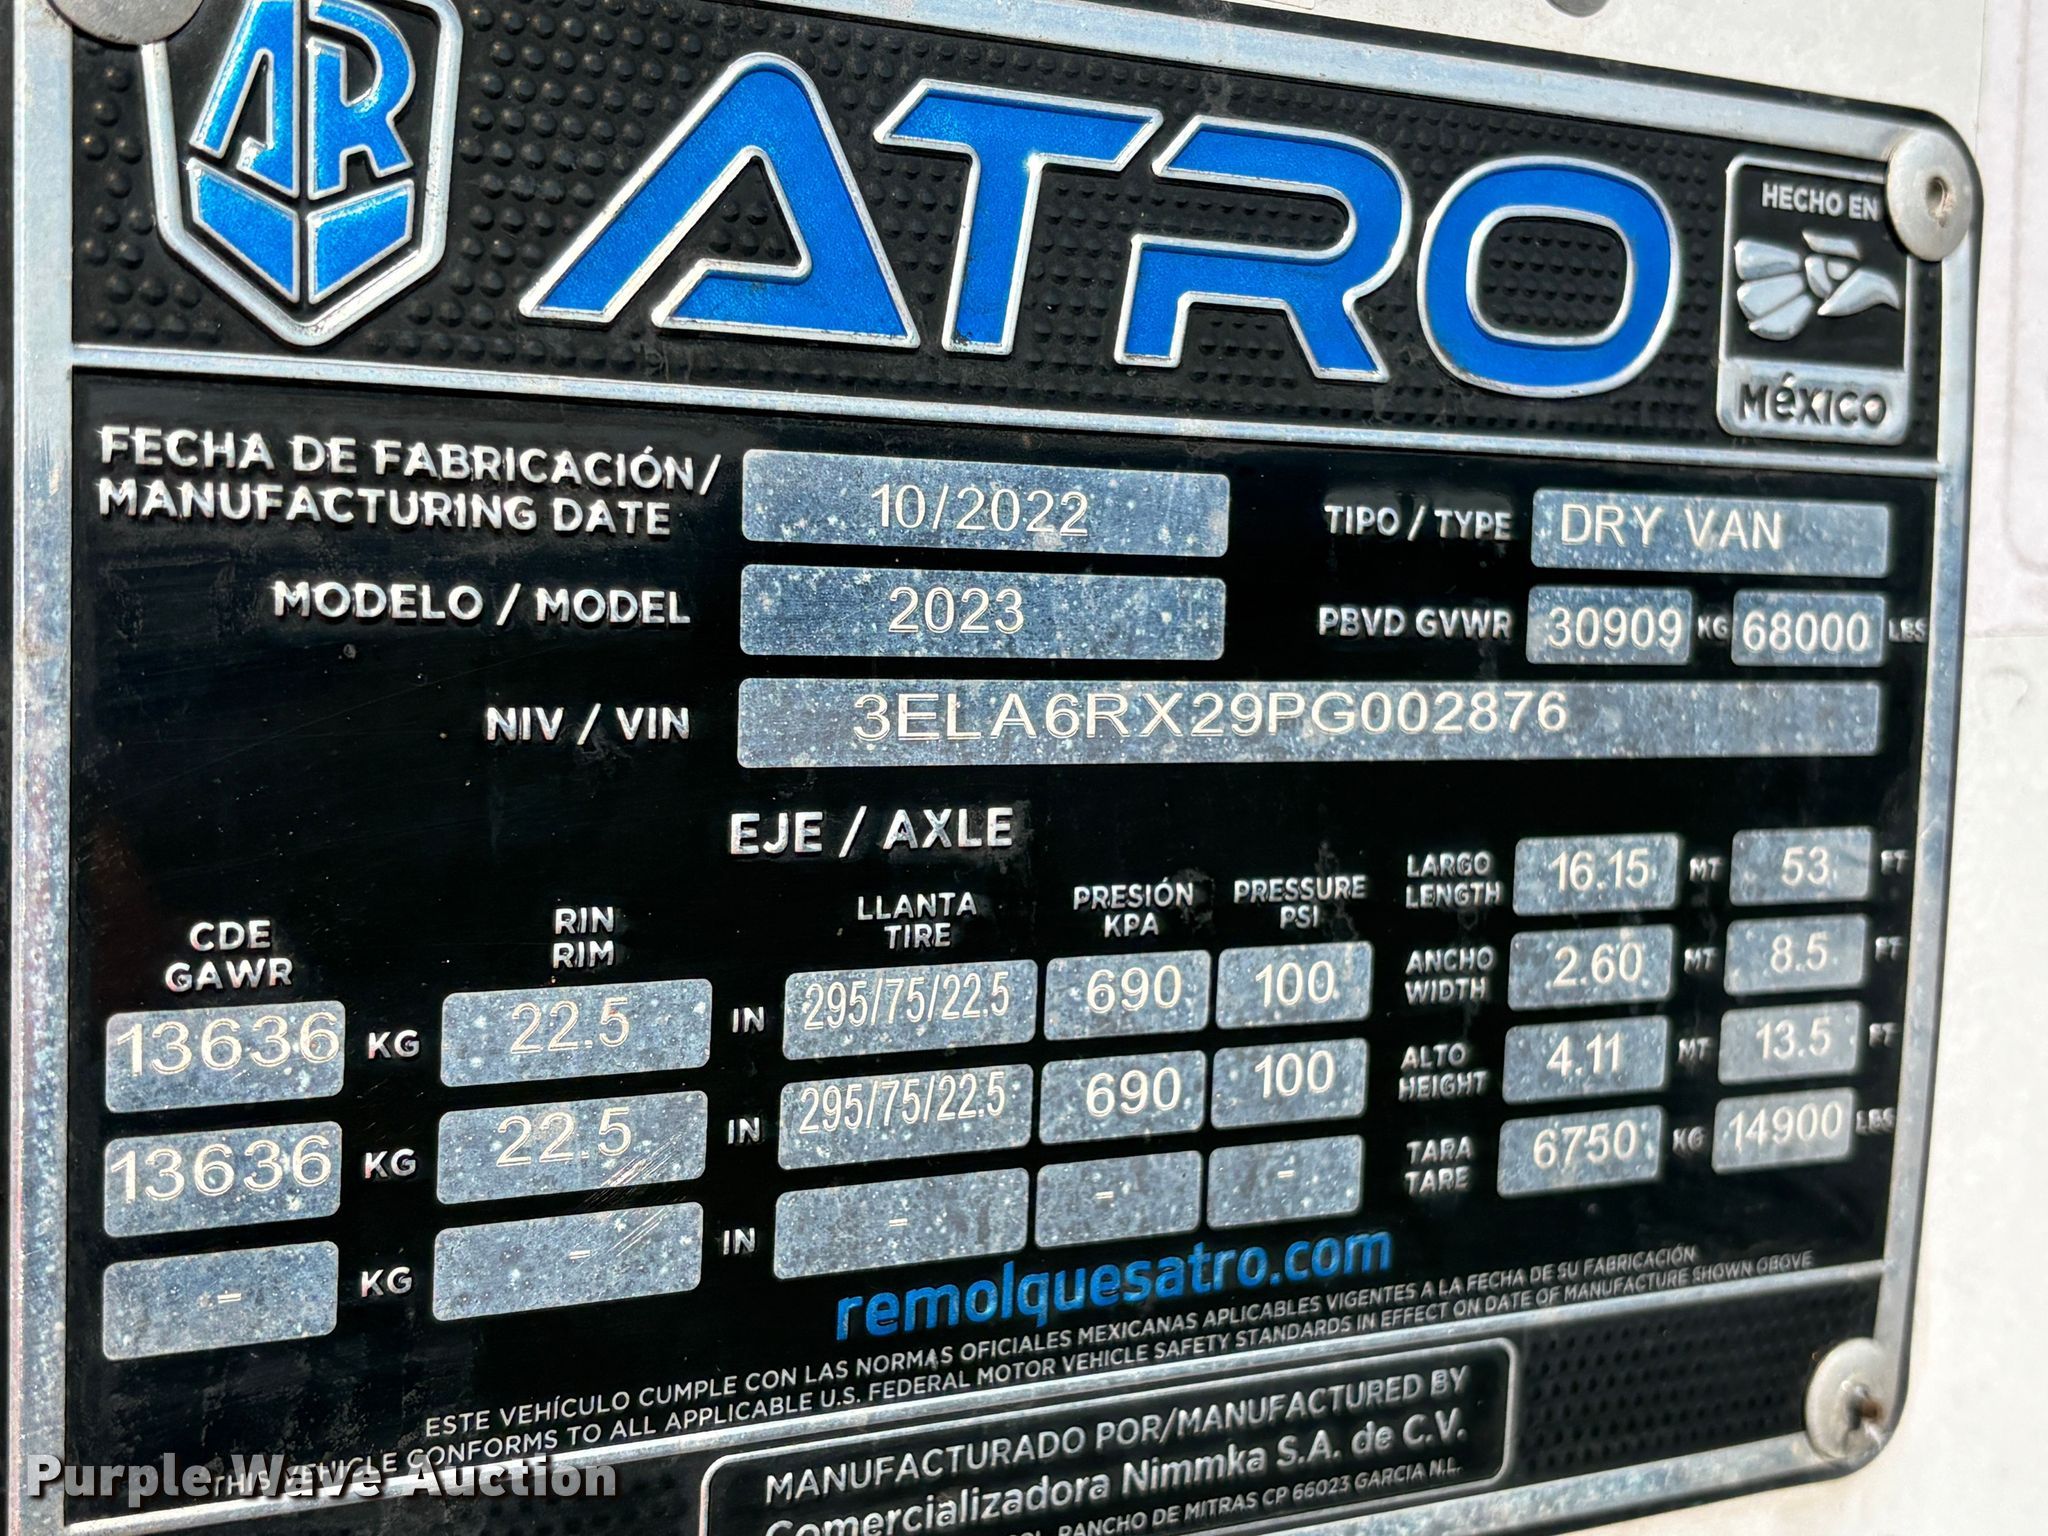 AR
ATRO
HECHO EN
MéXICO
FECHA DE FABRICACIÓN/
MANUFACTURING DATE
10/2022
TIPO / TYPE
DRY VAN
MODELO / MODEL
2023
PBVD GVWR
30909 KG 68000 LBS
NIV / VIN
3ELA6RX29PG002876
EJE / AXLE
CDE
GAWR
RIN
RIM
LLANTA
TIRE
PRESIÓN
KPA
PRESSURE
PSI
13636 KG 22.5 IN 295/75/22.5 690 100
13636 KG 22.5 IN 295/75/22.5 690 100
- KG - IN - - -
LARGO
LENGTH
16.15 MT 53 FT
ANCHO
WIDTH
2.60 MT 8.5 FT
ALTO
HEIGHT
4.11 MT 13.5 FT
TARA
TARE
6750 KG 14900 LBS
remolquesatro.com
ESTE VEHÍCULO CUMPLE CON LAS NORMAS OFICIALES MEXICANAS APLICABLES VIGENTES A LA FECHA DE SU FABRICACIÓN
THIS VEHICLE CONFORMS TO ALL APPLICABLE U.S. FEDERAL MOTOR VEHICLE SAFETY STANDARDS IN EFFECT ON DATE OF MANUFACTURE SHOWN OBOVE
MANUFACTURADO POR/MANUFACTURED BY
Comercializadora Nimmka S.A. de C.V.
RANCHO DE MITRAS CP 66023 GARCIA N.L.
Purple Wave Auction